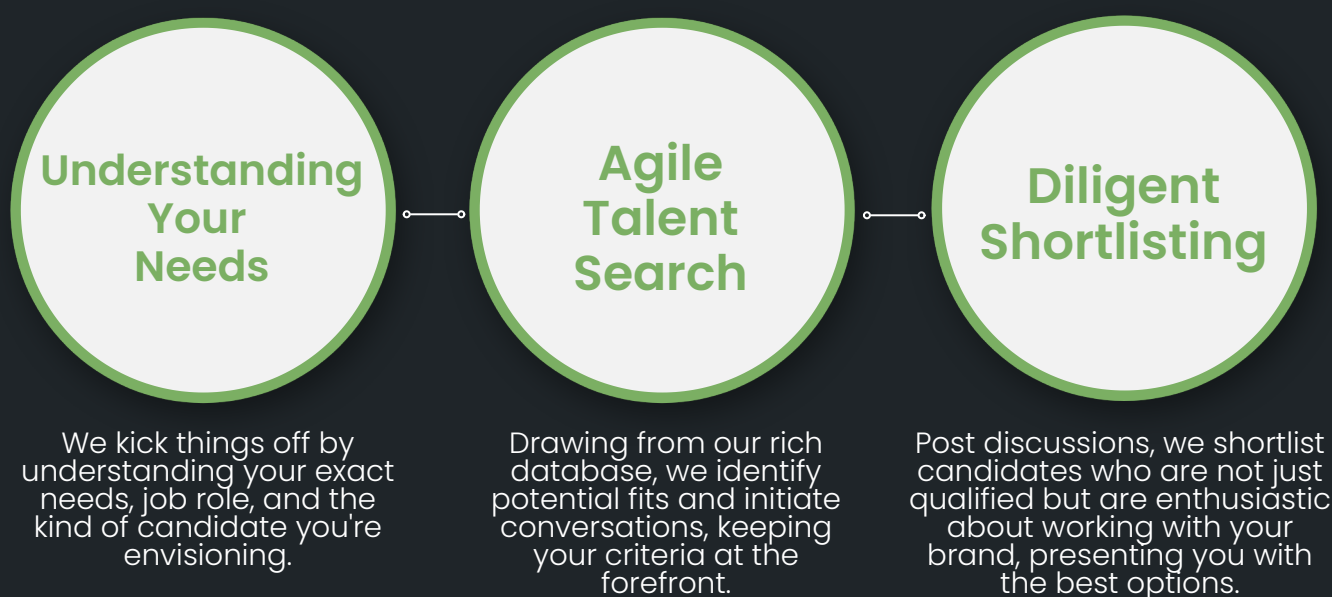 Understanding
Your
Needs
Agile
Talent
Search
Diligent
Shortlisting
We kick things off by
understanding your exact
needs, job role, and the
kind of candidate you're
envisioning.
Drawing from our rich
database, we identify
potential fits and initiate
conversations, keeping
your criteria at the
forefront.
Post discussions, we shortlist
candidates who are not just
qualified but are enthusiastic
about working with your
brand, presenting you with
the best options.